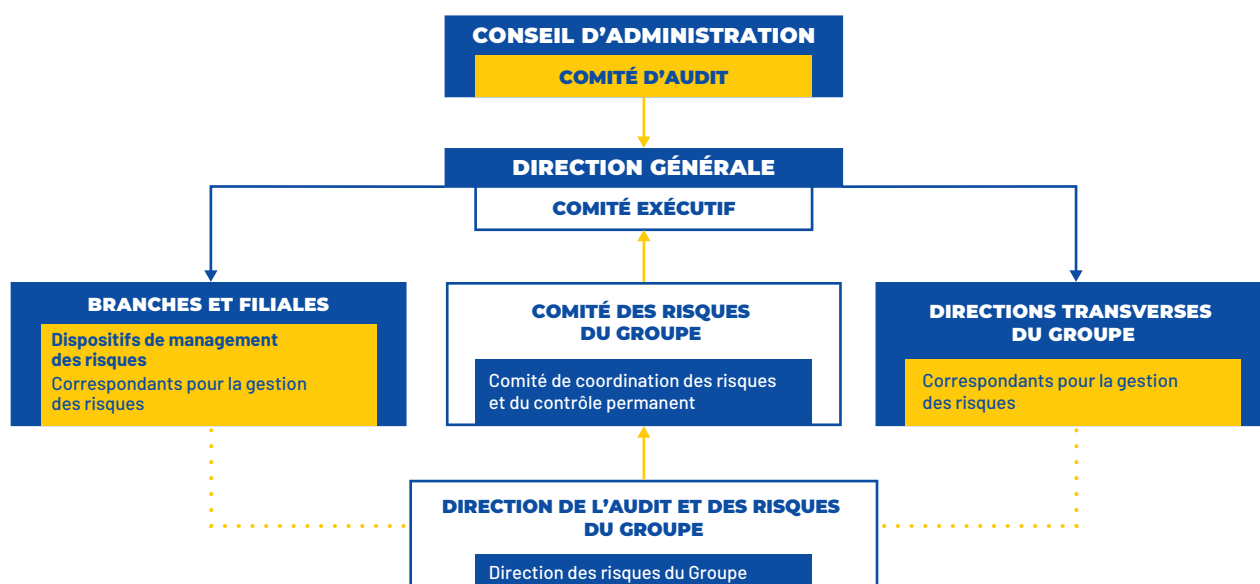 CONSEIL D’ADMINISTRATION
COMITÉ D’AUDIT
DIRECTION GÉNÉRALE
COMITÉ EXÉCUTIF
BRANCHES ET FILIALES
Dispositifs de management
des risques
Correspondants pour la gestion
des risques
COMITÉ DES RISQUES
DU GROUPE
Comité de coordination des risques
et du contrôle permanent
DIRECTIONS TRANSVERSES
DU GROUPE
Correspondants pour la gestion
des risques
DIRECTION DE L’AUDIT ET DES RISQUES
DU GROUPE
Direction des risques du Groupe